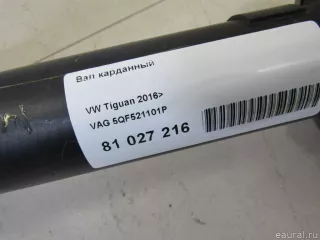 Вал карданный
VW Tiguan 2016>
VAG 5QF521101P
81 027 216
© eaural.ru